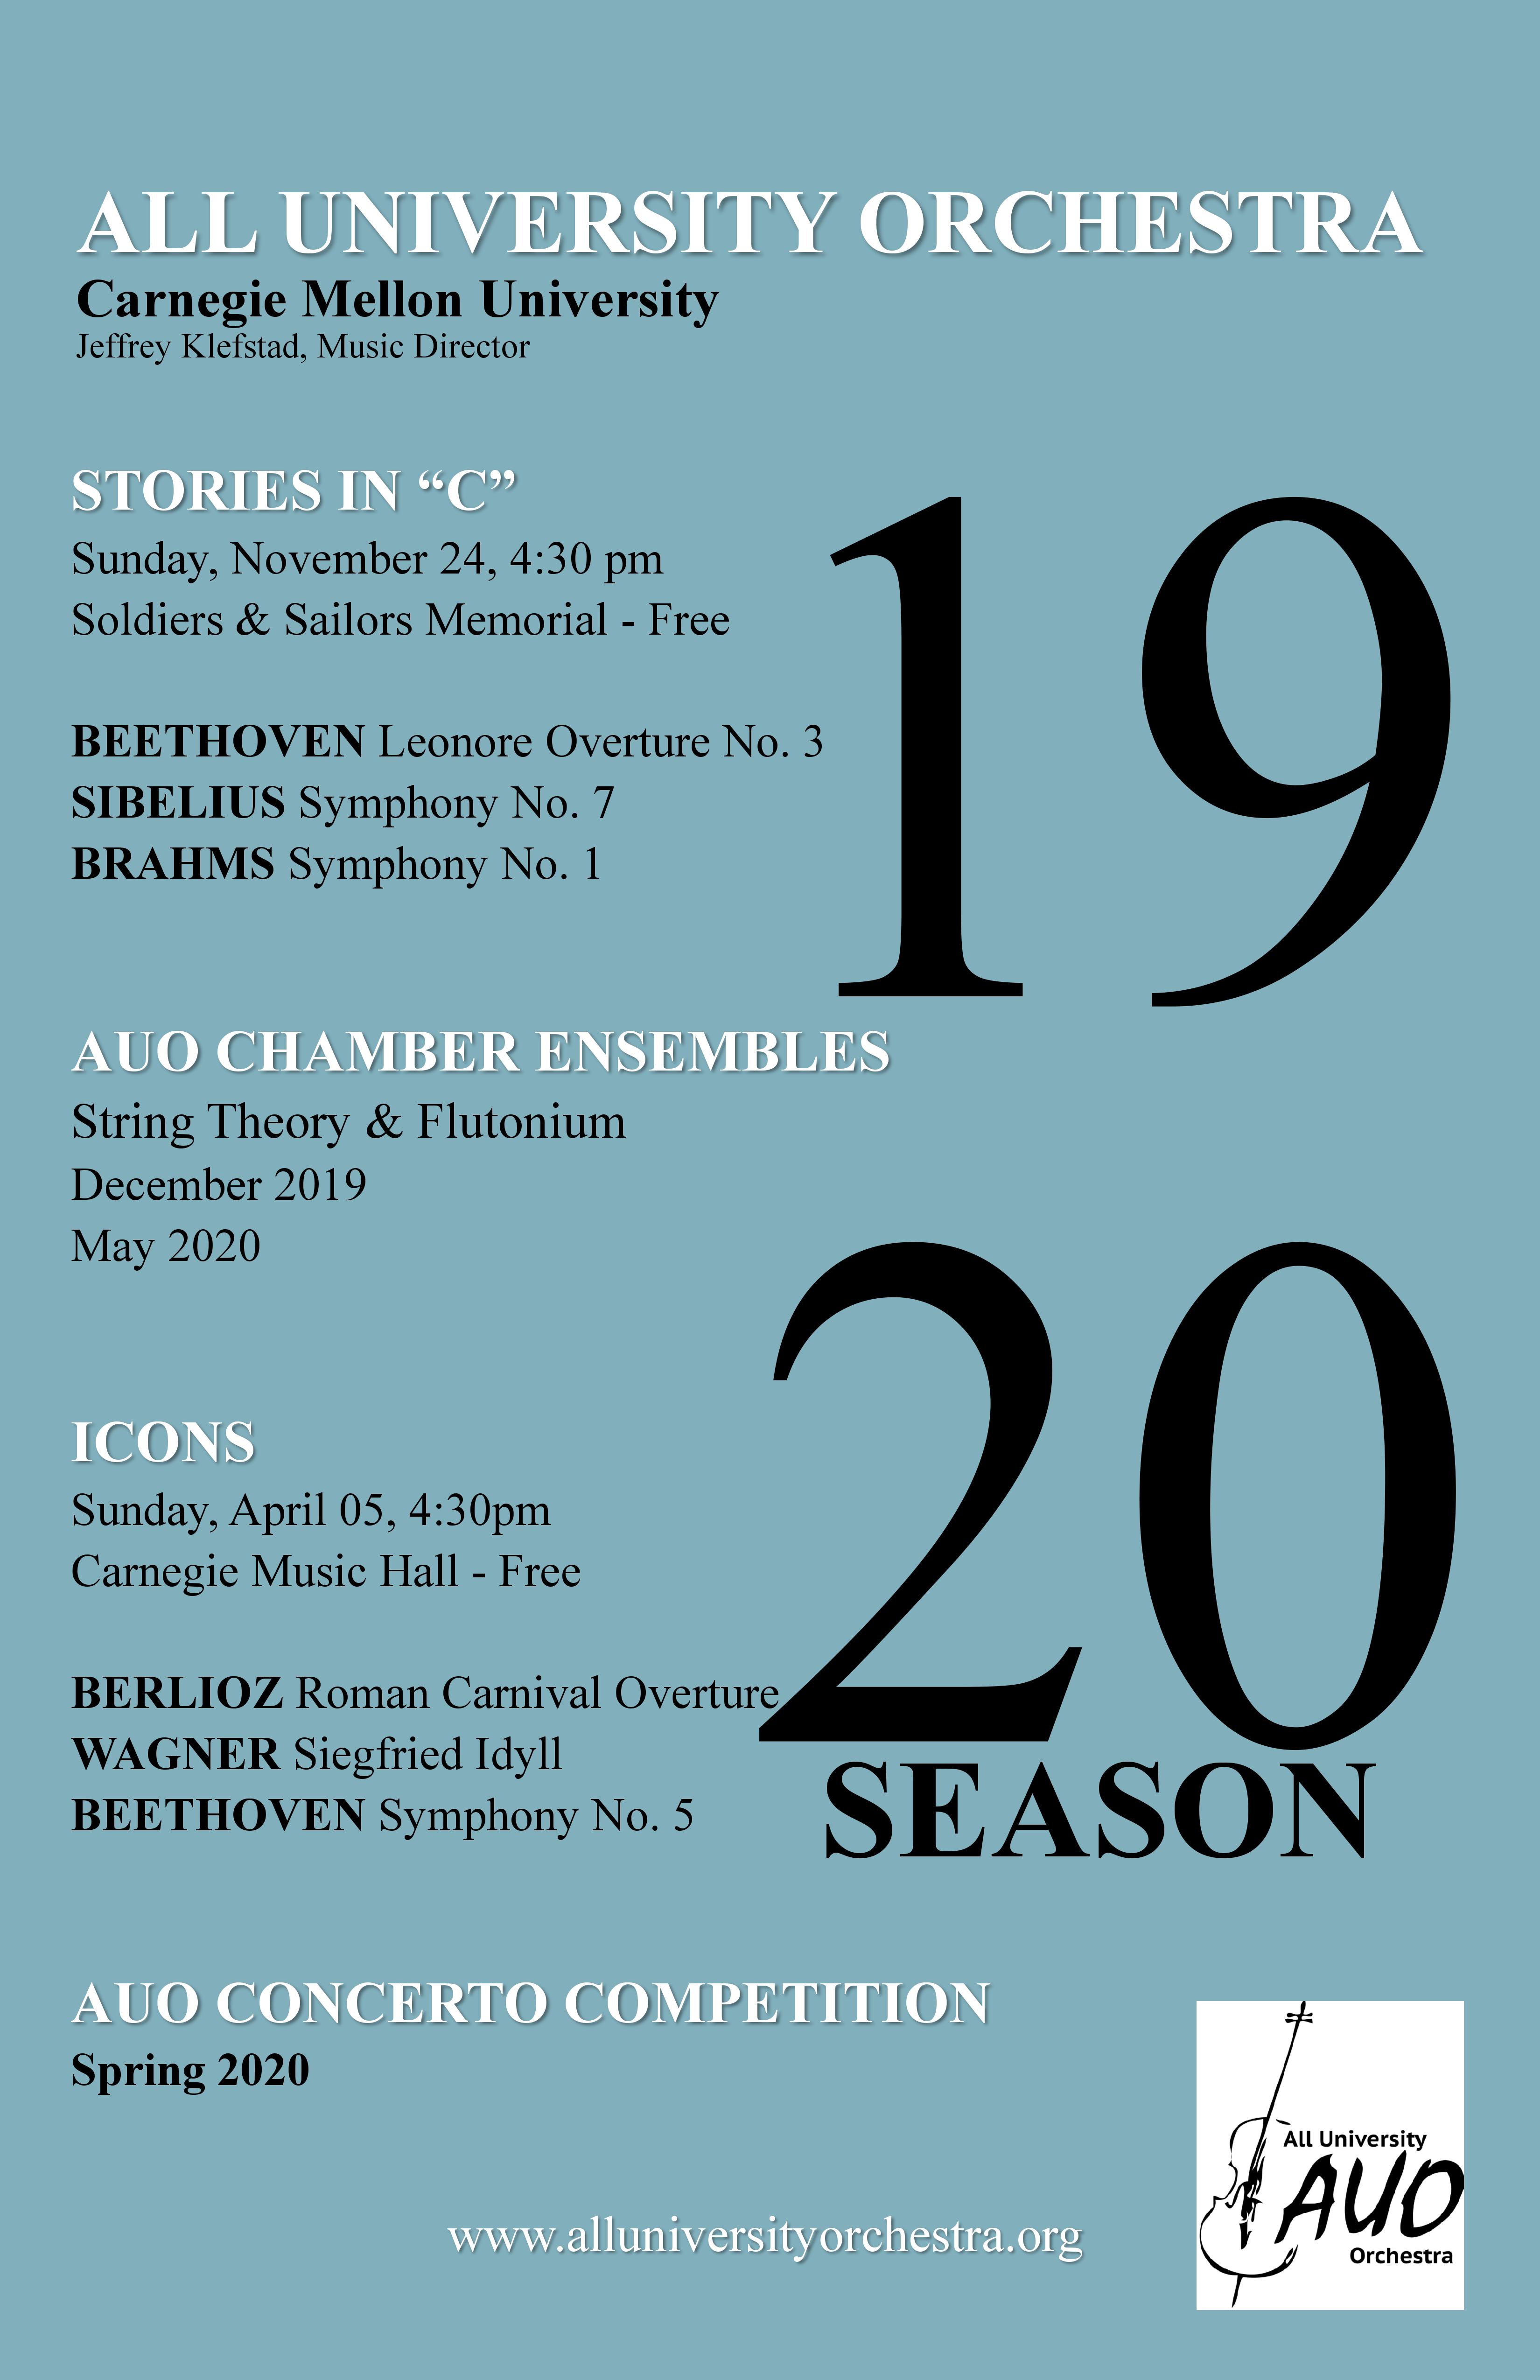 ALL UNIVERSITY ORCHESTRA
Carnegie Mellon University
Jeffrey Klefstad, Music Director
STORIES IN “C”
Sunday, November 24, 4:30 pm
Soldiers & Sailors Memorial - Free
BEETHOVEN Leonore Overture No. 3
SIBELIUS Symphony No. 7
BRAHMS Symphony No. 1
19
AUO CHAMBER ENSEMBLES
String Theory & Flutonium
December 2019
May 2020
20
SEASON
ICONS
Sunday, April 05, 4:30pm
Carnegie Music Hall - Free
BERLIOZ Roman Carnival Overture
WAGNER Siegfried Idyll
BEETHOVEN Symphony No. 5
AUO CONCERTO COMPETITION
Spring 2020
www.alluniversityorchestra.org
All University
AUO
Orchestra